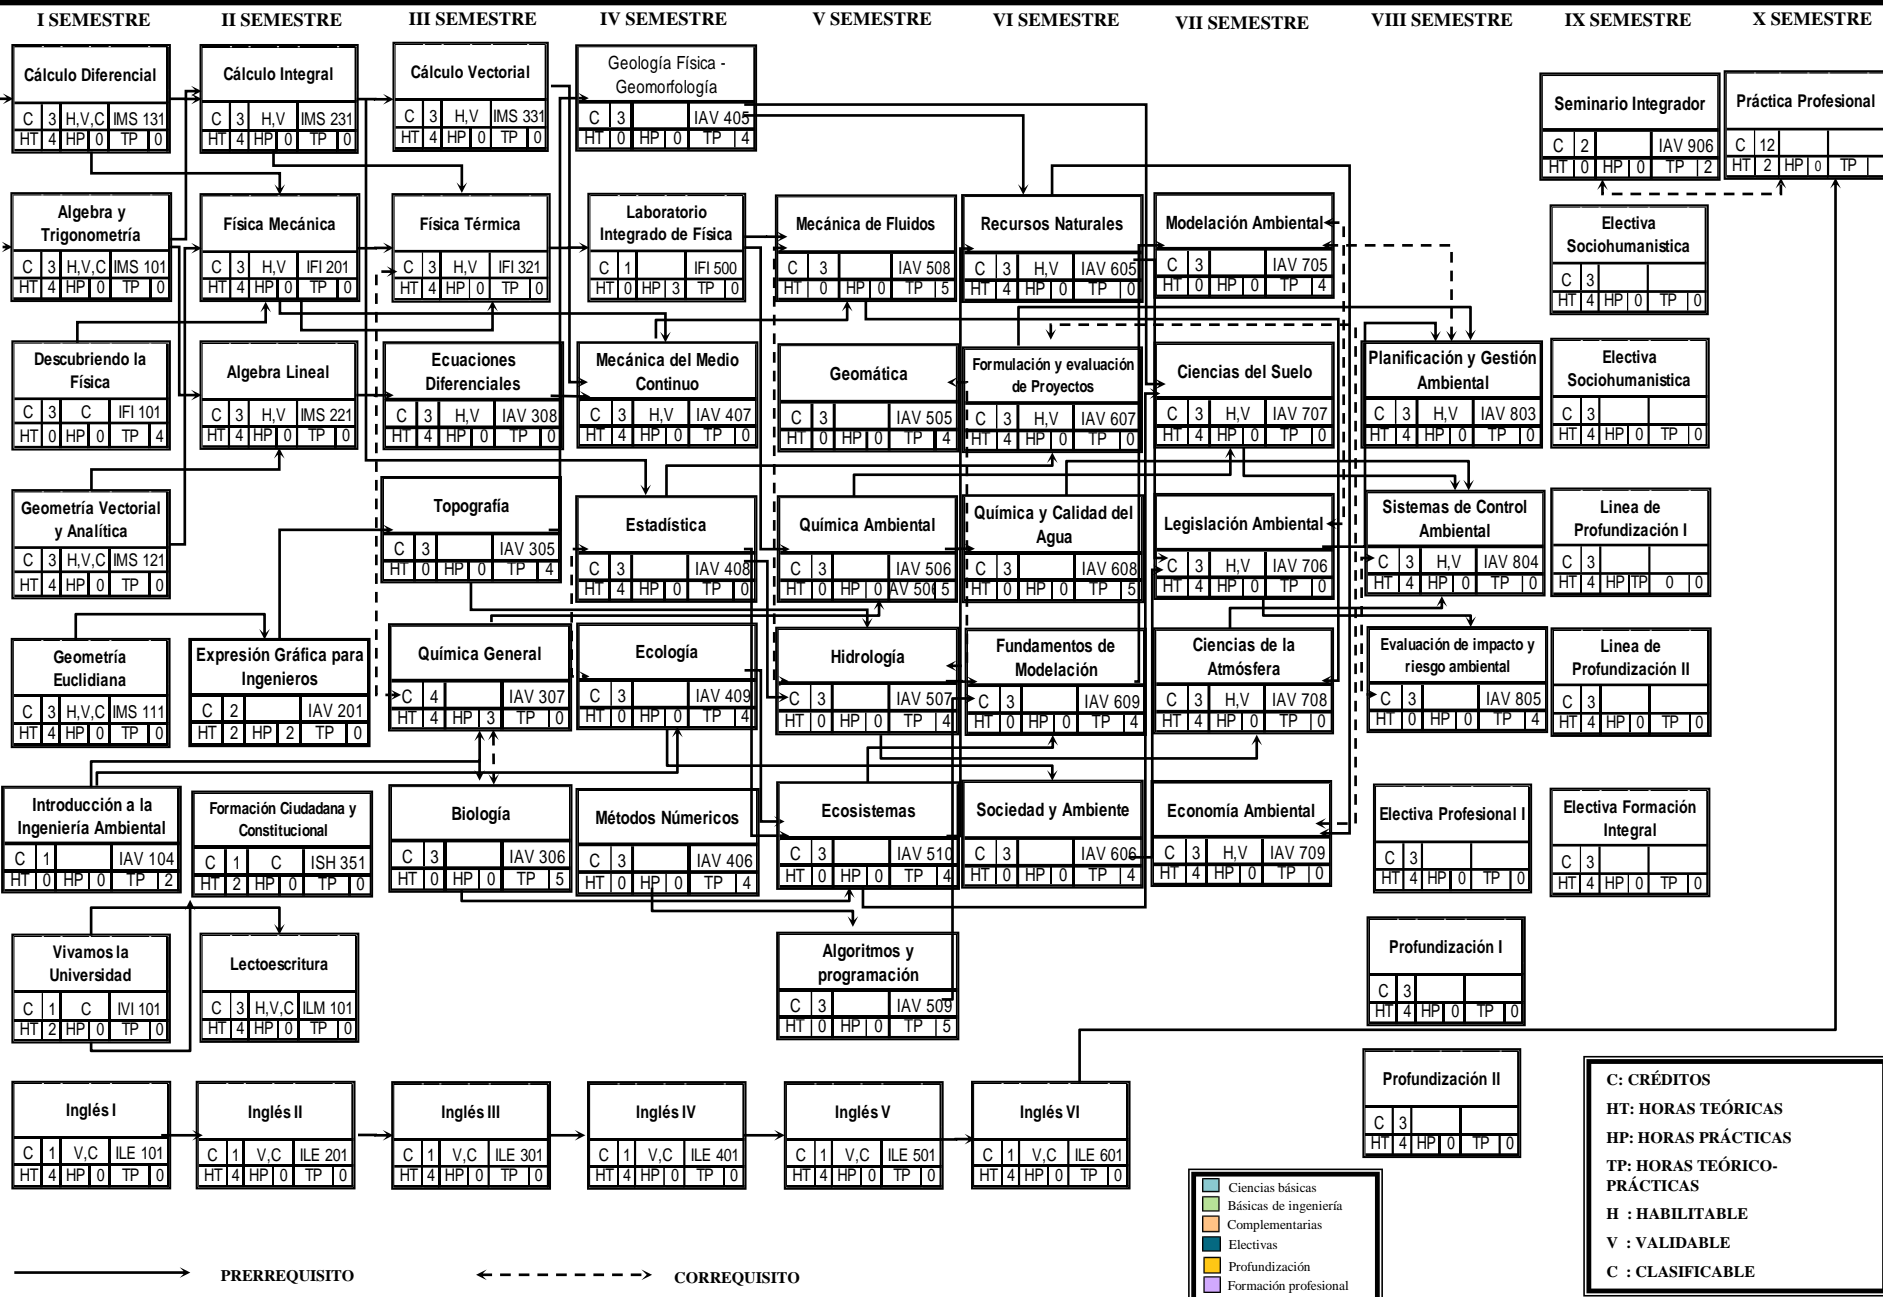 I SEMESTRE
II SEMESTRE
III SEMESTRE
IV SEMESTRE
V SEMESTRE
VI SEMESTRE
VII SEMESTRE
VIII SEMESTRE
IX SEMESTRE
X SEMESTRE
Cálculo Diferencial
C 3 H,V,C IMS 131
HT 4 HP 0 TP 0
Algebra y
Trigonometría
C 3 H,V,C IMS 101
HT 4 HP 0 TP 0
Descubriendo la
Física
C 3 C IFI 101
HT 0 HP 0 TP 4
Geometría Vectorial
y Analítica
C 3 H,V,C IMS 121
HT 4 HP 0 TP 0
Geometría
Euclidiana
C 3 H,V,C IMS 111
HT 4 HP 0 TP 0
Introducción a la
Ingeniería Ambiental
C 1 IAV 104
HT 0 HP 0 TP 2
Vivamos la
Universidad
C 1 C IVI 101
HT 2 HP 0 TP 0
Inglés I
C 1 V,C ILE 101
HT 4 HP 0 TP 0
Cálculo Integral
C 3 H,V IMS 231
HT 4 HP 0 TP 0
Física Mecánica
C 3 H,V IFI 201
HT 4 HP 0 TP 0
Algebra Lineal
C 3 H,V IMS 221
HT 4 HP 0 TP 0
Expresión Gráfica para
Ingenieros
C 2 IAV 201
HT 2 HP 2 TP 0
Formación Ciudadana y
Constitucional
C 1 C ISH 351
HT 2 HP 0 TP 0
Lectoescritura
C 3 H,V,C ILM 101
HT 4 HP 0 TP 0
Inglés II
C 1 V,C ILE 201
HT 4 HP 0 TP 0
Cálculo Vectorial
C 3 H,V IMS 331
HT 4 HP 0 TP 0
Física Térmica
C 3 H,V IFI 321
HT 4 HP 0 TP 0
Ecuaciones
Diferenciales
C 3 H,V IAV 308
HT 4 HP 0 TP 0
Topografía
C 3 IAV 305
HT 0 HP 0 TP 4
Química General
C 4 IAV 307
HT 4 HP 3 TP 0
Biología
C 3 IAV 306
HT 0 HP 0 TP 5
Inglés III
C 1 V,C ILE 301
HT 4 HP 0 TP 0
Geología Física -
Geomorfología
C 3 IAV 405
HT 0 HP 0 TP 4
Laboratorio
Integrado de Física
C 1 IFI 500
HT 0 HP 3 TP 0
Mecánica del Medio
Continuo
C 3 H,V IAV 407
HT 4 HP 0 TP 0
Estadística
C 3 IAV 408
HT 4 HP 0 TP 0
Ecología
C 3 IAV 409
HT 0 HP 0 TP 4
Métodos Númericos
C 3 IAV 406
HT 0 HP 0 TP 4
Inglés IV
C 1 V,C ILE 401
HT 4 HP 0 TP 0
Mecánica de Fluidos
C 3 IAV 508
HT 0 HP 0 TP 5
Geomática
C 3 IAV 505
HT 0 HP 0 TP 4
Química Ambiental
C 3 IAV 506
HT 0 HP 0 AV 506 5
Hidrología
C 3 IAV 507
HT 0 HP 0 TP 4
Ecosistemas
C 3 IAV 510
HT 0 HP 0 TP 4
Algoritmos y
programación
C 3 IAV 509
HT 0 HP 0 TP 5
Inglés V
C 1 V,C ILE 501
HT 4 HP 0 TP 0
Recursos Naturales
C 3 H,V IAV 605
HT 4 HP 0 TP 0
Formulación y evaluación
de Proyectos
C 3 H,V IAV 607
HT 4 HP 0 TP 0
Química y Calidad del
Agua
C 3 IAV 608
HT 0 HP 0 TP 5
Fundamentos de
Modelación
C 3 IAV 609
HT 0 HP 0 TP 4
Sociedad y Ambiente
C 3 IAV 606
HT 0 HP 0 TP 4
Inglés VI
C 1 V,C ILE 601
HT 4 HP 0 TP 0
Modelación Ambiental
C 3 IAV 705
HT 0 HP 0 TP 4
Ciencias del Suelo
C 3 H,V IAV 707
HT 4 HP 0 TP 0
Legislación Ambiental
C 3 H,V IAV 706
HT 4 HP 0 TP 0
Ciencias de la
Atmósfera
C 3 H,V IAV 708
HT 4 HP 0 TP 0
Economía Ambiental
C 3 H,V IAV 709
HT 4 HP 0 TP 0
Planificación y Gestión
Ambiental
C 3 H,V IAV 803
HT 4 HP 0 TP 0
Sistemas de Control
Ambiental
C 3 H,V IAV 804
HT 4 HP 0 TP 0
Evaluación de impacto y
riesgo ambiental
C 3 IAV 805
HT 0 HP 0 TP 4
Electiva Profesional I
C 3
HT 4 HP 0 TP 0
Profundización I
C 3
HT 4 HP 0 TP 0
Profundización II
C 3
HT 4 HP 0 TP 0
Seminario Integrador
C 2 IAV 906
HT 0 HP 0 TP 2
Electiva
Sociohumanistica
C 3
HT 4 HP 0 TP 0
Electiva
Sociohumanistica
C 3
HT 4 HP 0 TP 0
Linea de
Profundización I
C 3
HT 4 HP TP 0 0
Linea de
Profundización II
C 3
HT 4 HP 0 TP 0
Electiva Formación
Integral
C 3
HT 4 HP 0 TP 0
Práctica Profesional
C 12
HT 2 HP 0 TP
PRERREQUISITO
CORREQUISITO
Ciencias básicas
Básicas de ingeniería
Complementarias
Electivas
Profundización
Formación profesional
C: CRÉDITOS
HT: HORAS TEÓRICAS
HP: HORAS PRÁCTICAS
TP: HORAS TEÓRICO-
PRÁCTICAS
H : HABILITABLE
V : VALIDABLE
C : CLASIFICABLE